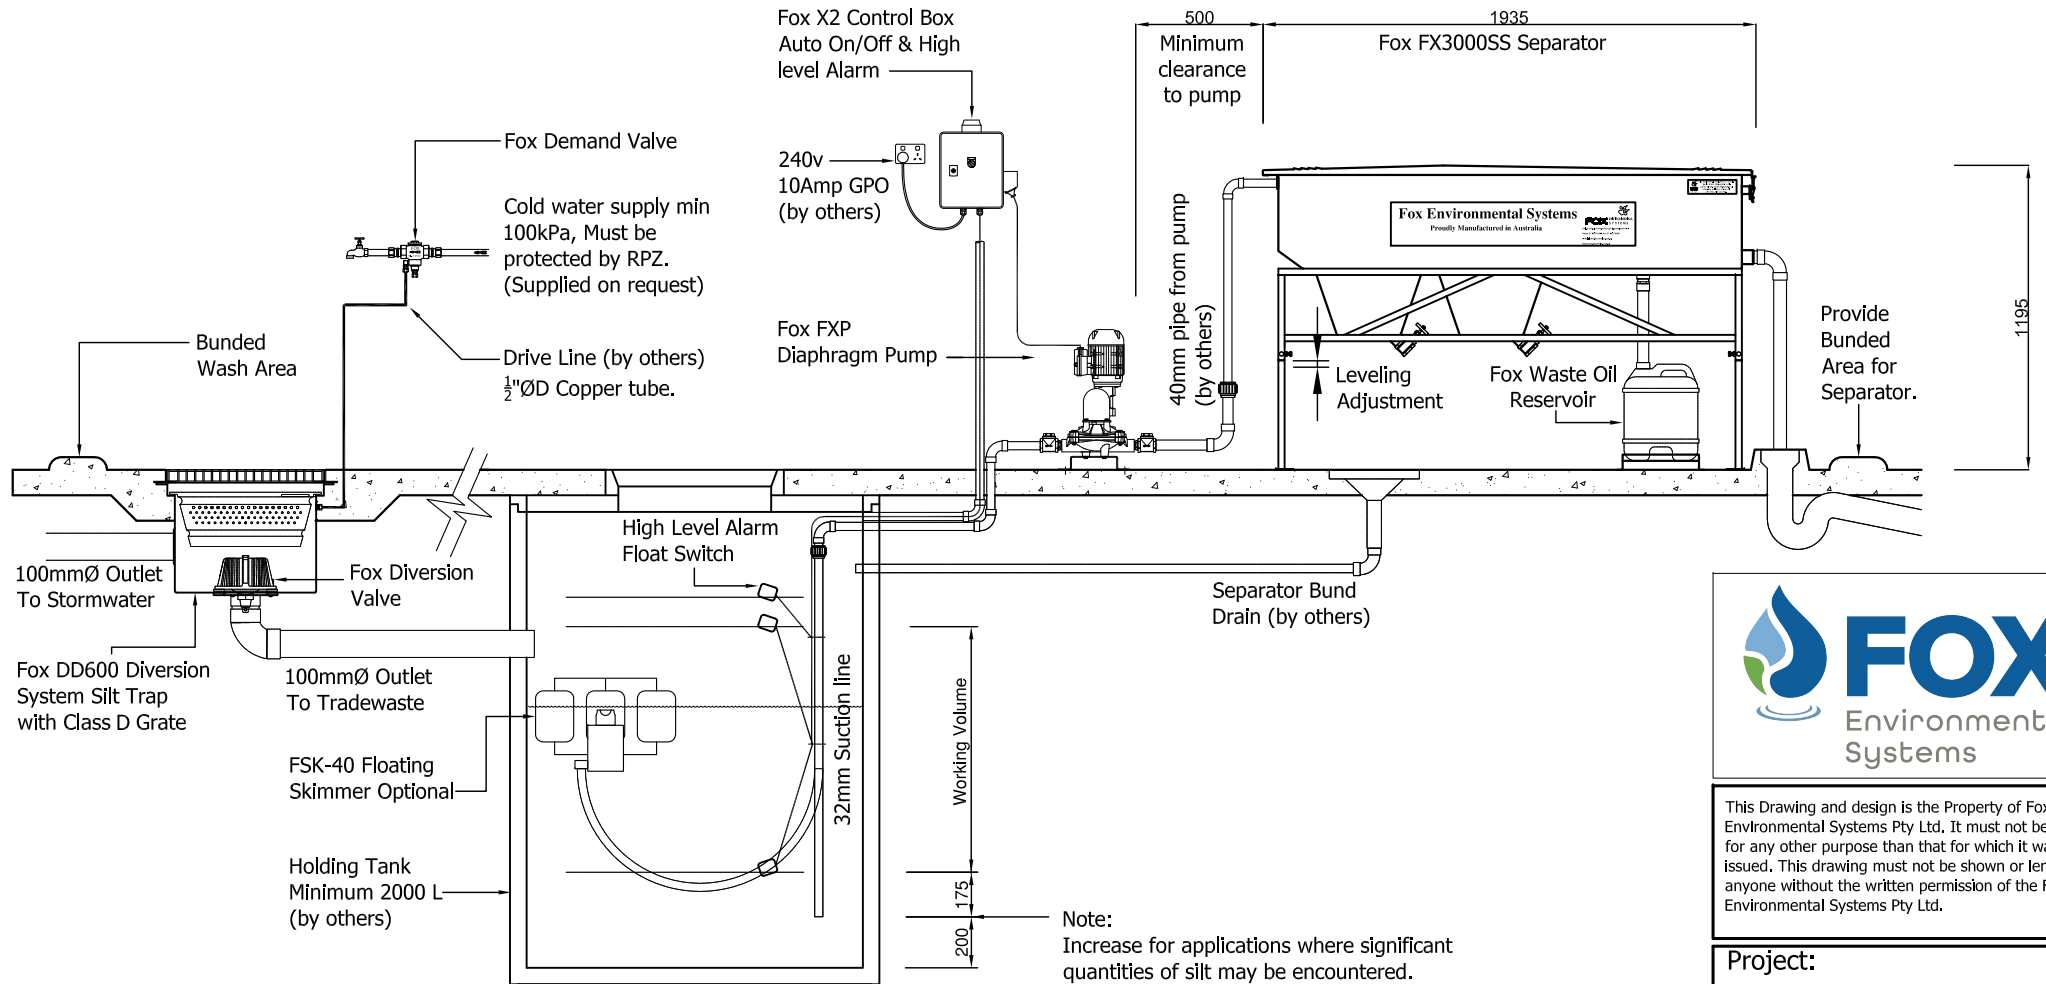 Fox X2 Control Box
Auto On/Off & High
level Alarm
500
Minimum
clearance
to pump
1935
Fox FX3000SS Separator
Fox Demand Valve
Cold water supply min
100kPa, Must be
protected by RPZ.
(Supplied on request)
240v
10Amp GPO
(by others)
Fox Environmental Systems
Proudly Manufactured in Australia
FOX
40mm pipe from pump
(by others)
1195
Bunded
Wash Area
Drive Line (by others)
½"ØD Copper tube.
Fox FXP
Diaphragm Pump
Leveling
Adjustment
Fox Waste Oil
Reservoir
Provide
Bunded
Area for
Separator.
100mmØ Outlet
To Stormwater
Fox Diversion
Valve
High Level Alarm
Float Switch
Separator Bund
Drain (by others)
Fox DD600 Diversion
System Silt Trap
with Class D Grate
100mmØ Outlet
To Tradewaste
32mm Suction line
Working Volume
FSK-40 Floating
Skimmer Optional
Holding Tank
Minimum 2000 L
(by others)
175
200
Note:
Increase for applications where significant
quantities of silt may be encountered.
FOX
Environment
Systems
This Drawing and design is the Property of Fox
Environmental Systems Pty Ltd. It must not be
for any other purpose than that for which it wa
issued. This drawing must not be shown or len
anyone without the written permission of the F
Environmental Systems Pty Ltd.
Project: